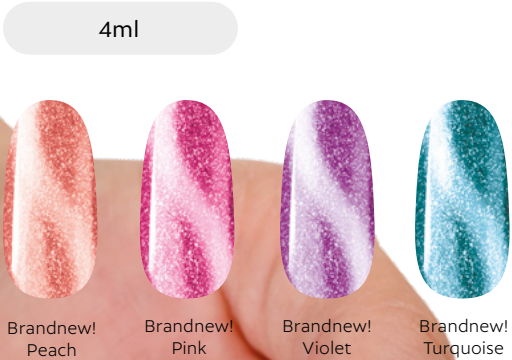 4ml
Brandnew!
Peach
Brandnew!
Pink
Brandnew!
Violet
Brandnew!
Turquoise